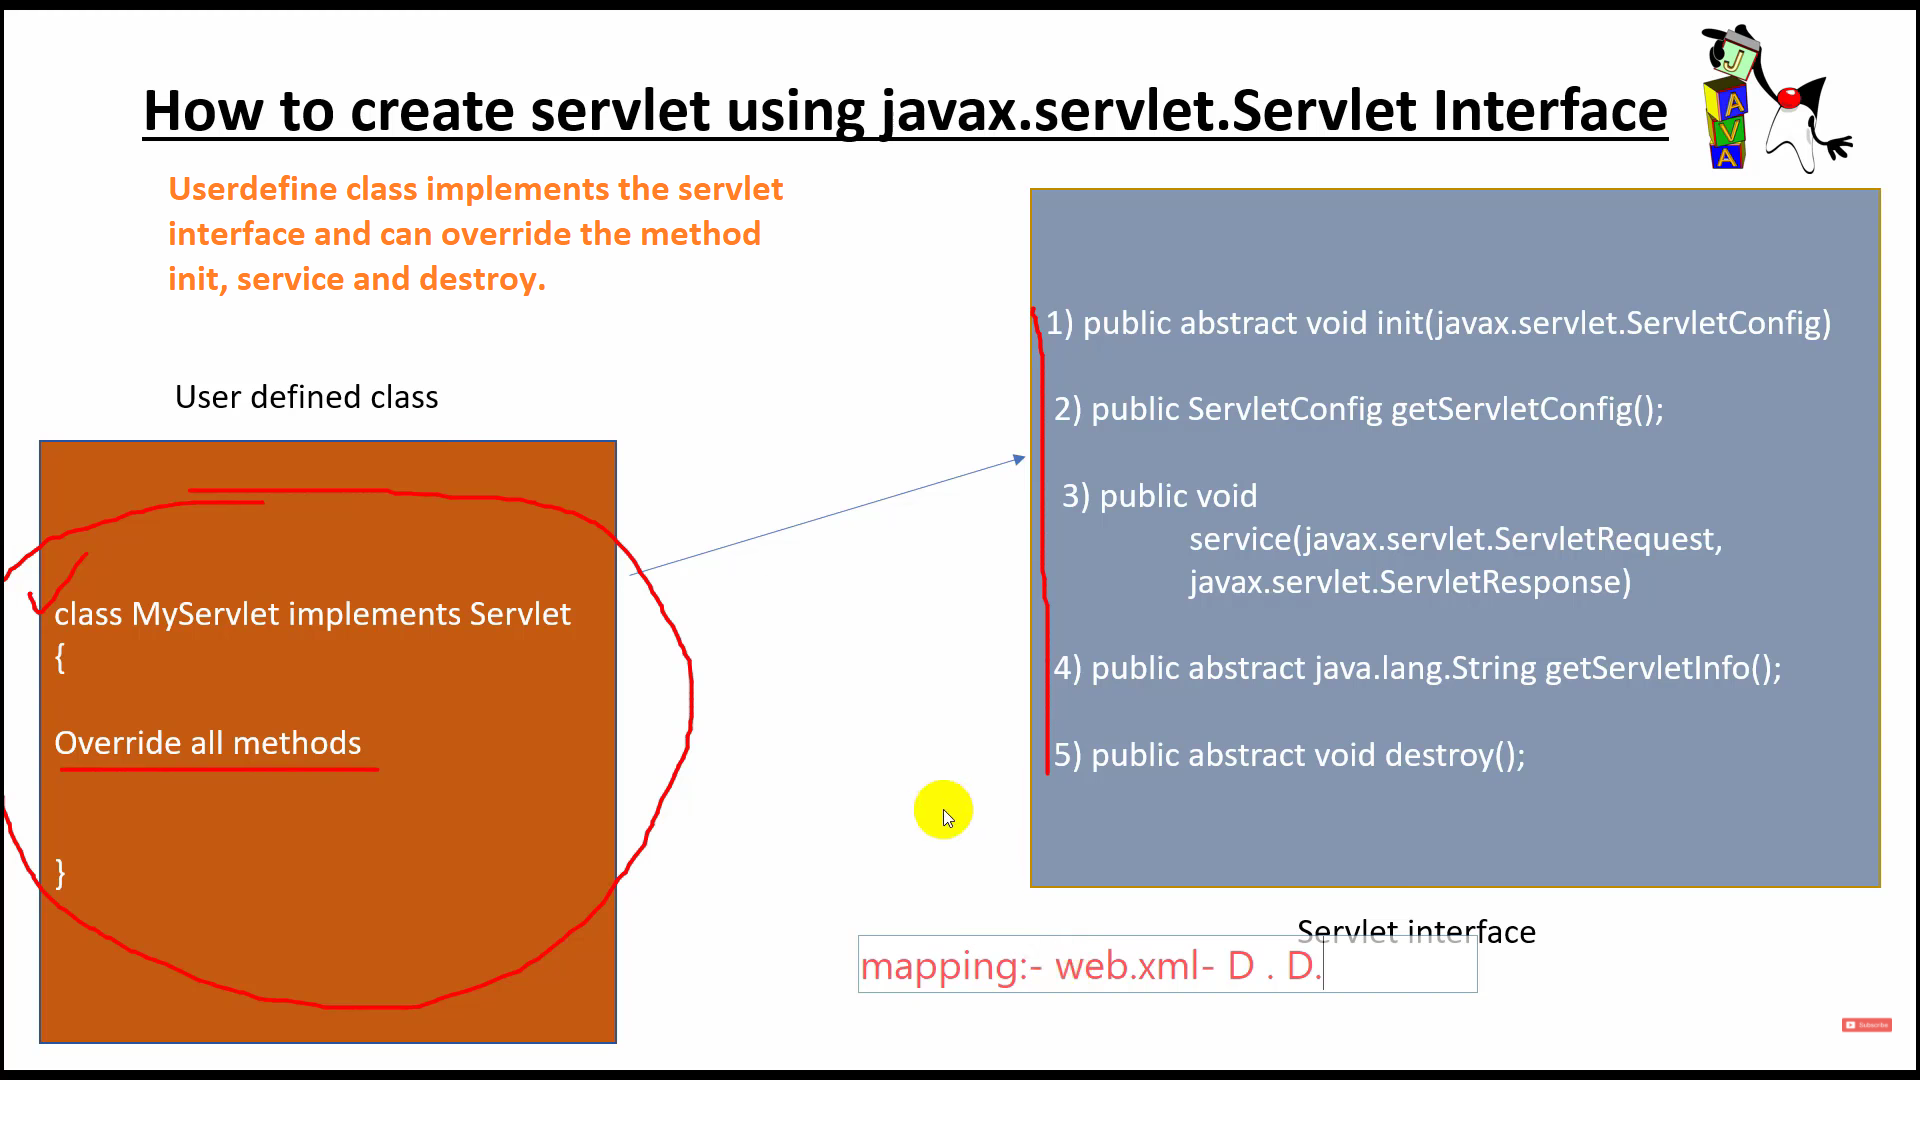 How to create servlet using javax.servlet.Servlet Interface
J
A
V
A
Userdefine class implements the servlet
interface and can override the method
init, service and destroy.
User defined class
class MyServlet implements Servlet
{
Override all methods
}
1) public abstract void init(javax.servlet.ServletConfig)
2) public ServletConfig getServletConfig();
3) public void
service(javax.servlet.ServletRequest,
javax.servlet.ServletResponse)
4) public abstract java.lang.String getServletInfo();
5) public abstract void destroy();
Servlet interface
mapping:- web.xml- D . D.
Subscribe